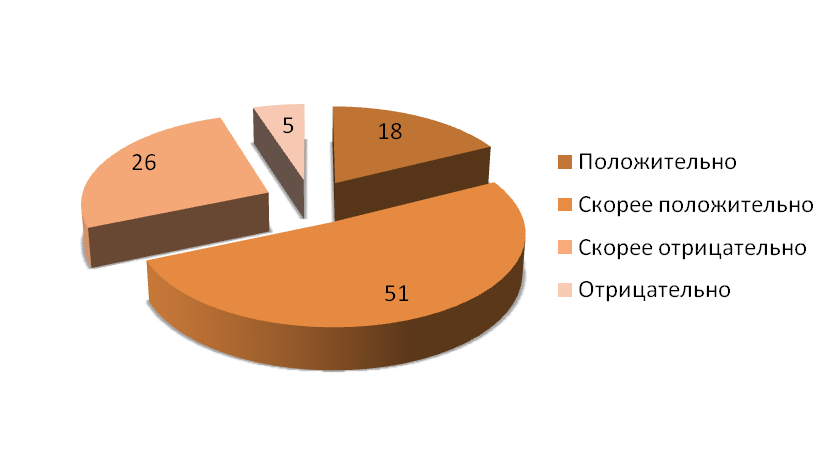 5
18
26
51
Положительно
Скорее положительно
Скорее отрицательно
Отрицательно